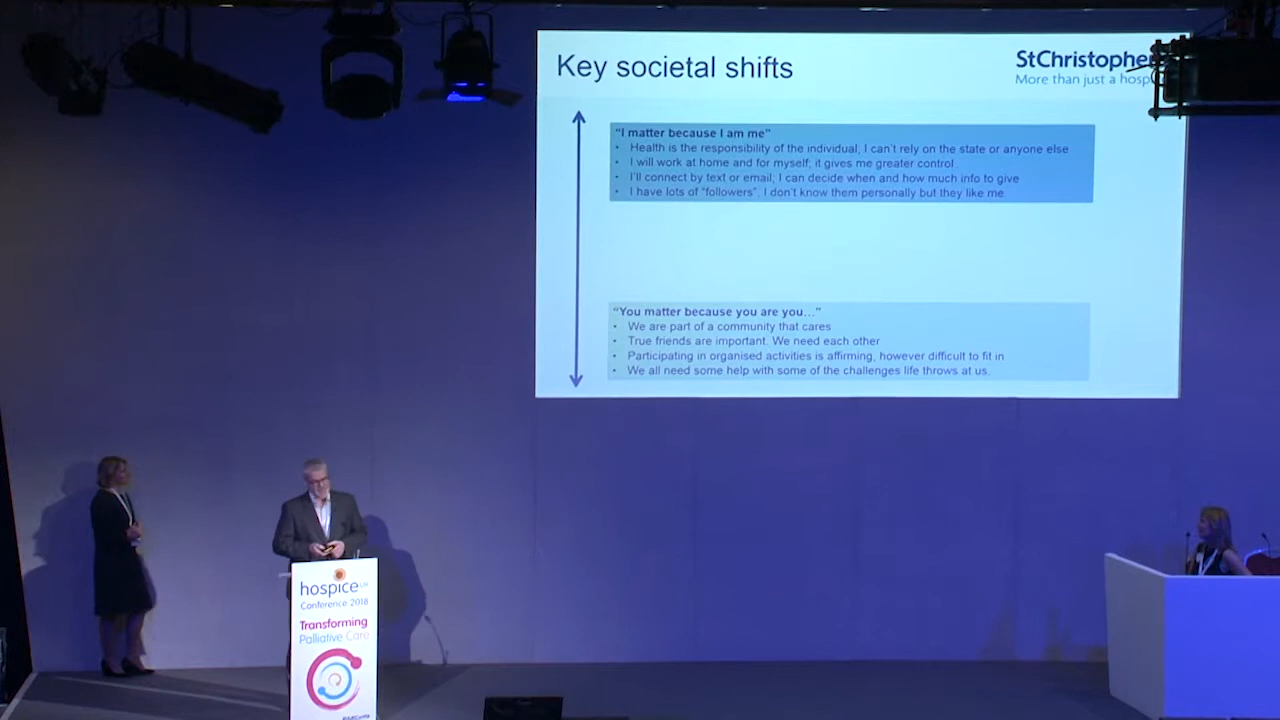 Key societal shifts
StChristopher
More than just a hosp
"I matter because I am me"
• Health is the responsibility of the individual; I can't rely on the state or anyone else
• I will work at home and for myself; it gives me greater control
• I'll connect by text or email; I can decide when and how much info to give
• I have lots of "followers". I don't know them personally but they like me.
"You matter because you are you…"
• We are part of a community that cares
• True friends are important. We need each other
• Participating in organised activities is affirming, however difficult to fit in
• We all need some help with some of the challenges life throws at us.
hospice UK
Conference 2018
Transforming
Palliative Care